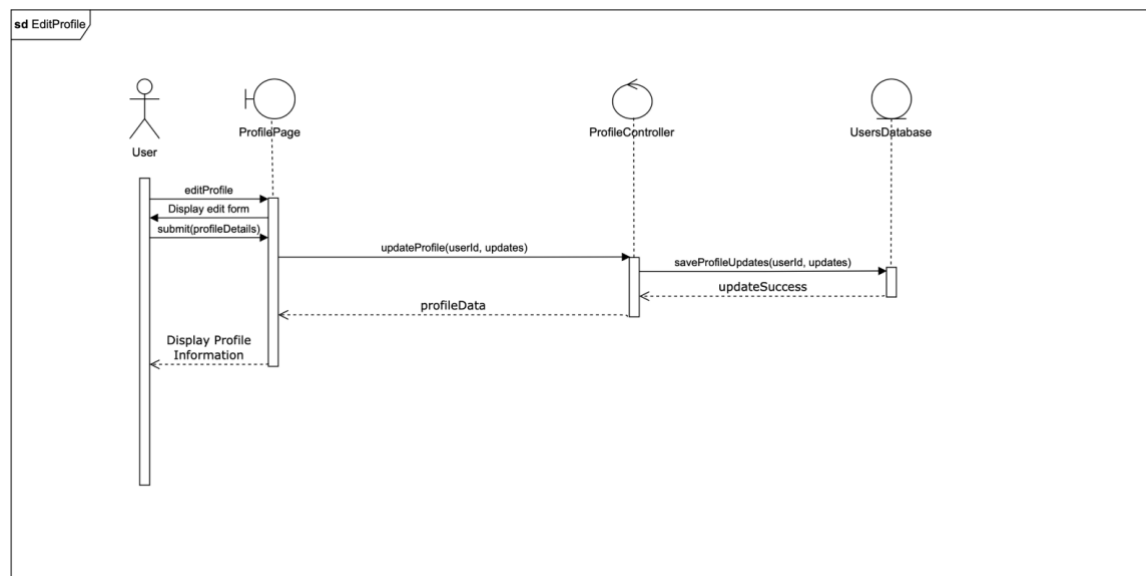 sd EditProfile
User
ProfilePage
ProfileController
UsersDatabase
editProfile
Display edit form
submit(profileDetails)
updateProfile(userId, updates)
saveProfileUpdates(userId, updates)
updateSuccess
profileData
Display Profile
Information